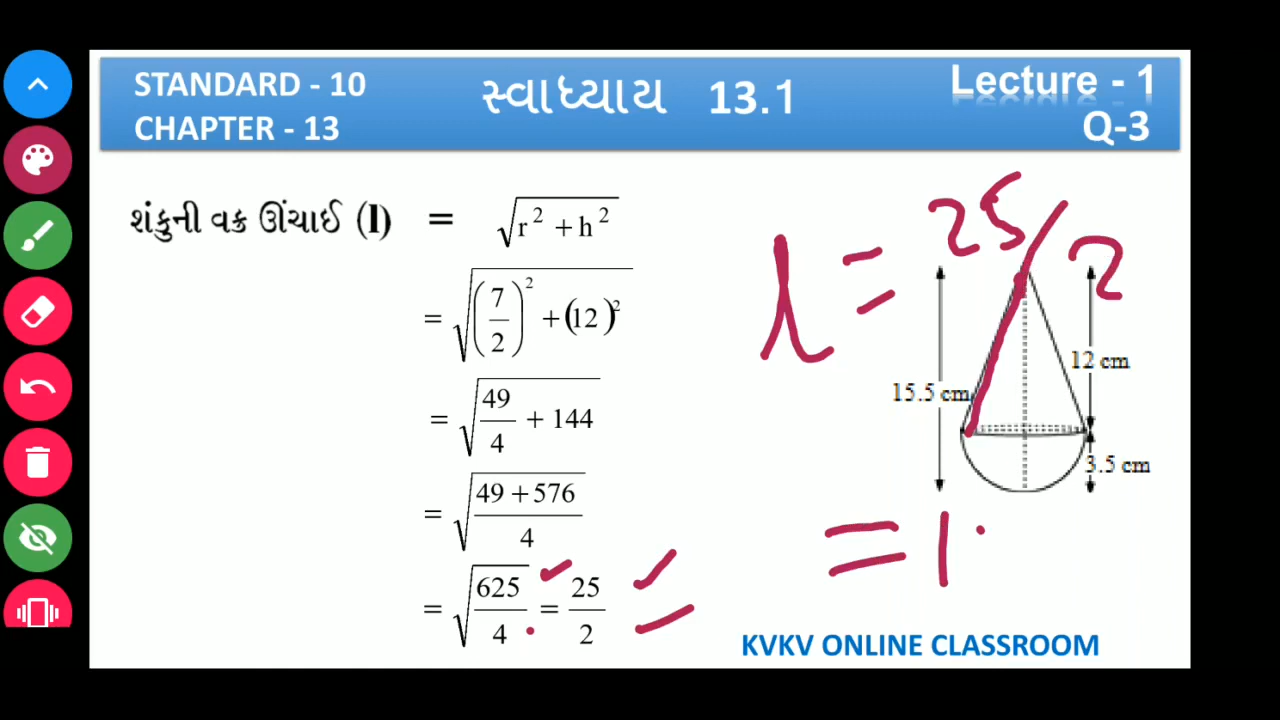 STANDARD - 10
CHAPTER - 13
સ્વાધ્યાય 13.1
Lecture - 1
Q-3
શંકુની વક્ર ઊંચાઈ (l) = √(r² + h²)
= √((7/2)² + (12)²)
= √(49/4 + 144)
= √((49 + 576)/4)
= √(625/4) = 25/2
l = 25/2
= 1.
15.5 cm
12 cm
3.5 cm
KVKV ONLINE CLASSROOM